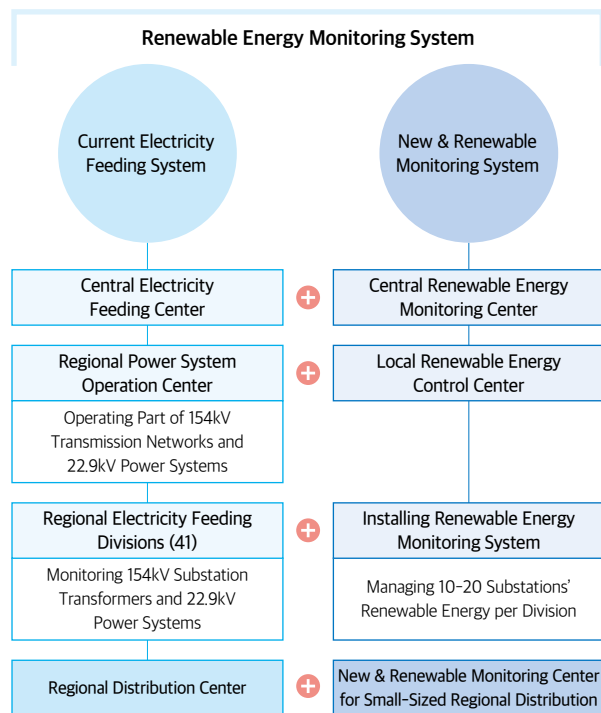 Renewable Energy Monitoring System
Current Electricity
Feeding System
New & Renewable
Monitoring System
Central Electricity
Feeding Center
Central Renewable Energy
Monitoring Center
Regional Power System
Operation Center
Local Renewable Energy
Control Center
Operating Part of 154kV
Transmission Networks and
22.9kV Power Systems
Regional Electricity Feeding
Divisions (41)
Installing Renewable Energy
Monitoring System
Monitoring 154kV Substation
Transformers and 22.9kV
Power Systems
Managing 10-20 Substations'
Renewable Energy per Division
Regional Distribution Center
New & Renewable Monitoring Center
for Small-Sized Regional Distribution